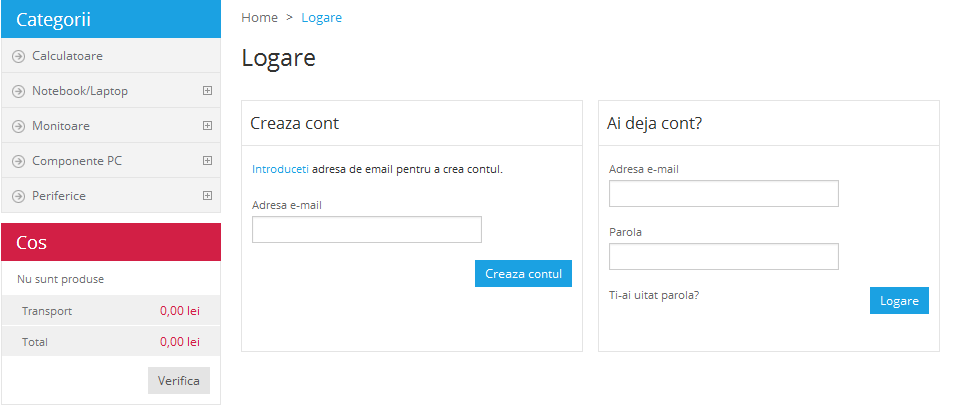 Categorii
Calculatoare
Notebook/Laptop
Monitoare
Componente PC
Periferice
Cos
Nu sunt produse
Transport 0,00 lei
Total 0,00 lei
Verifica
Home > Logare
Logare
Creaza cont
Introduceti adresa de email pentru a crea contul.
Adresa e-mail
Creaza contul
Ai deja cont?
Adresa e-mail
Parola
Ti-ai uitat parola?
Logare